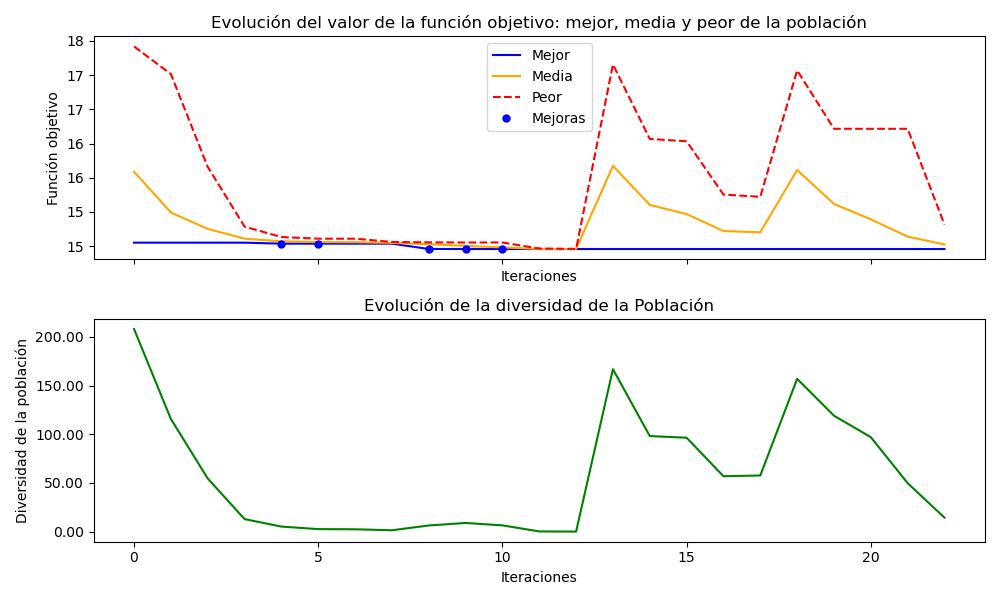 Evolución del valor de la función objetivo: mejor, media y peor de la población
18
17
17
16
16
15
15
Función objetivo
Mejor
Media
Peor
Mejoras
Iteraciones
Evolución de la diversidad de la Población
200.00
150.00
100.00
50.00
0.00
Diversidad de la población
0
5
10
15
20
Iteraciones